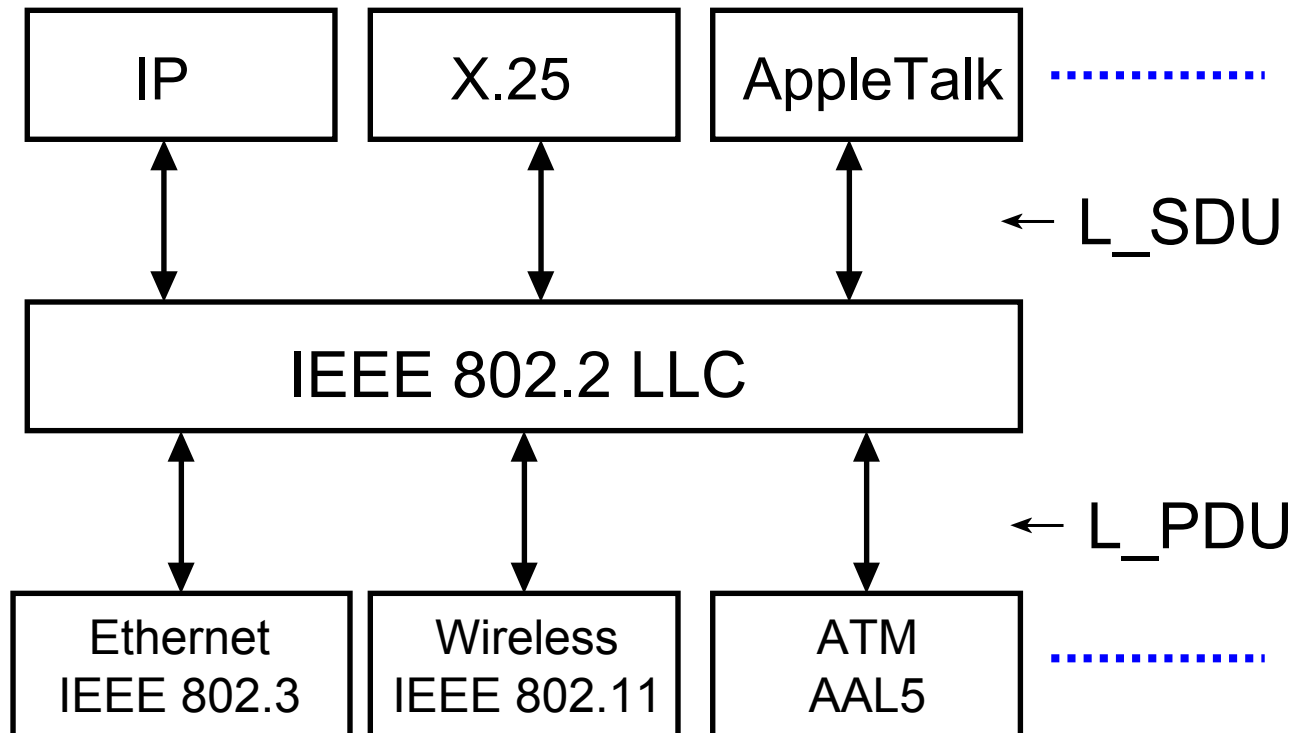 IP
X.25
AppleTalk
L_SDU
IEEE 802.2 LLC
L_PDU
Ethernet
IEEE 802.3
Wireless
IEEE 802.11
ATM
AAL5